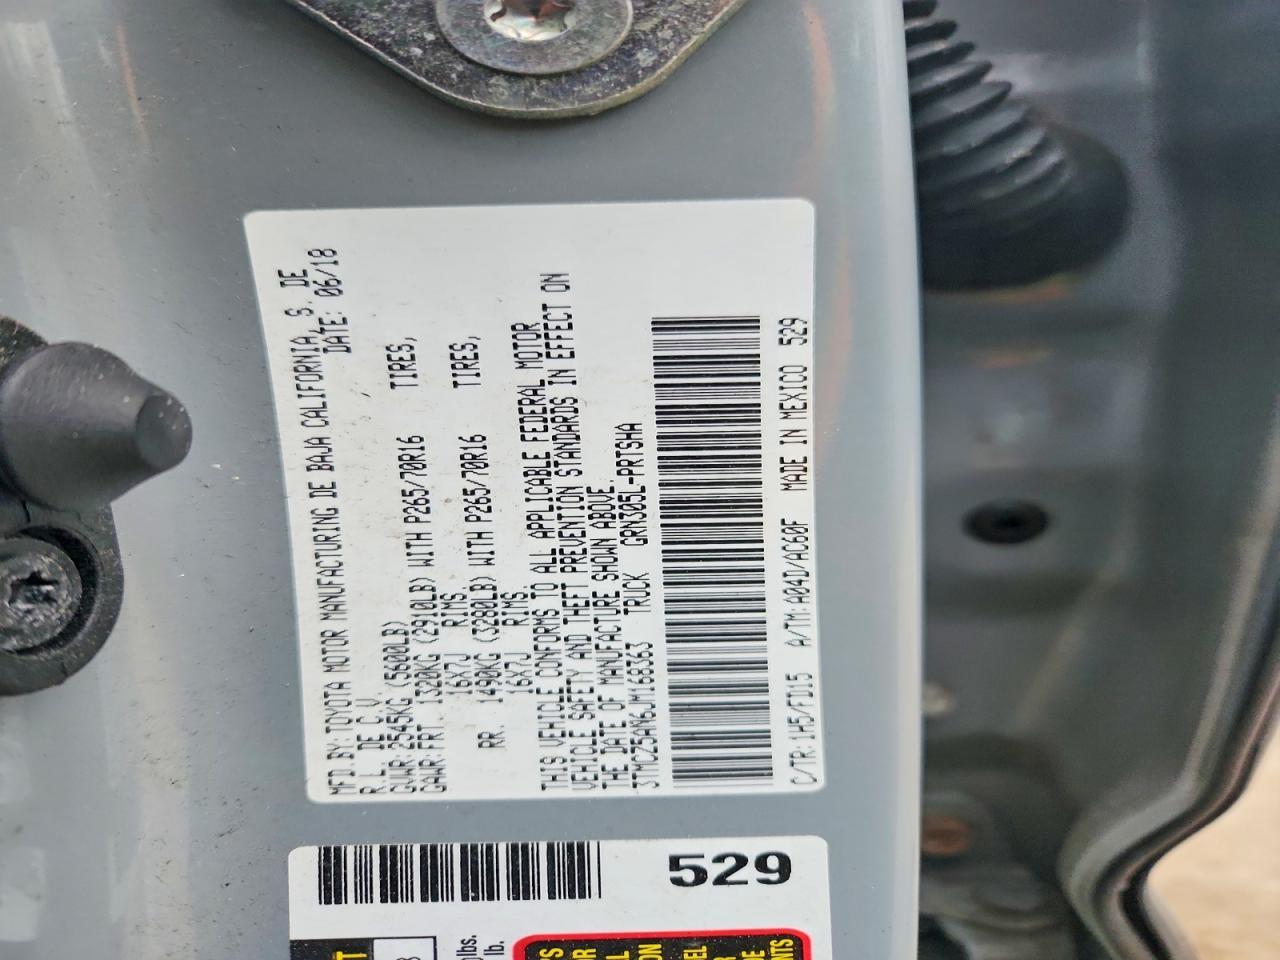 MFD.BY:TOYOTA MOTOR MANUFACTURING DE BAJA CALIFORNIA, S. DE
R.L. DE C.V. DATE: 06/18
GVWR:2545KG (5600LB)
GAWR:FRT. 1320KG (2910LB) WITH P265/70R16 TIRES,
16X7J RIMS.
RR. 1490KG (3280LB) WITH P265/70R16 TIRES,
16X7J RIMS.
THIS VEHICLE CONFORMS TO ALL APPLICABLE FEDERAL MOTOR
VEHICLE SAFETY AND THEFT PREVENTION STANDARDS IN EFFECT ON
THE DATE OF MANUFACTURE SHOWN ABOVE.
3TMCZ5AN6JM168363 TRUCK GRN305L-PRTSHA
C/TR:1H5/FD15 A/TM:A04D/AC60F MADE IN MEXICO 529
529
lbs.
lb.